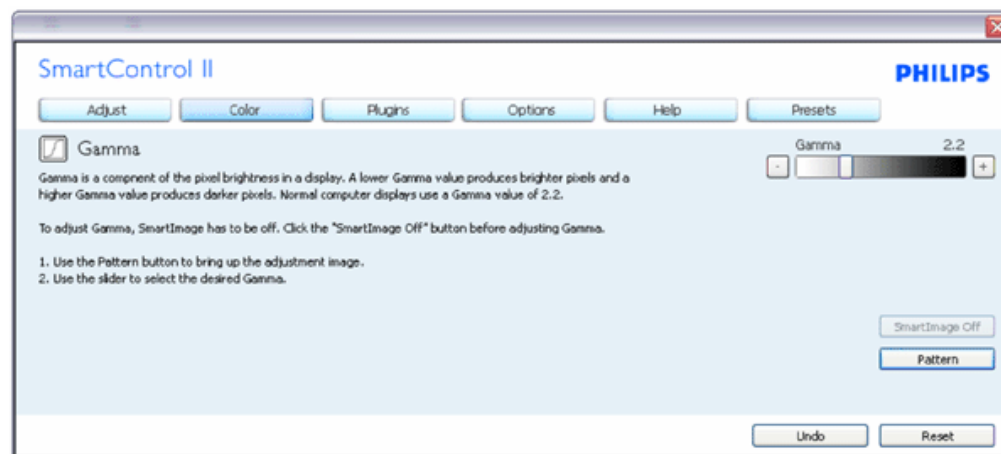 SmartControl II
PHILIPS
Adjust Color Plugins Options Help Presets
Gamma
Gamma 2.2
- +
Gamma is a compnent of the pixel brightness in a display. A lower Gamma value produces brighter pixels and a
higher Gamma value produces darker pixels. Normal computer displays use a Gamma value of 2.2.
To adjust Gamma, SmartImage has to be off. Click the "SmartImage Off" button before adjusting Gamma.
1. Use the Pattern button to bring up the adjustment image.
2. Use the slider to select the desired Gamma.
SmartImage Off
Pattern
Undo Reset